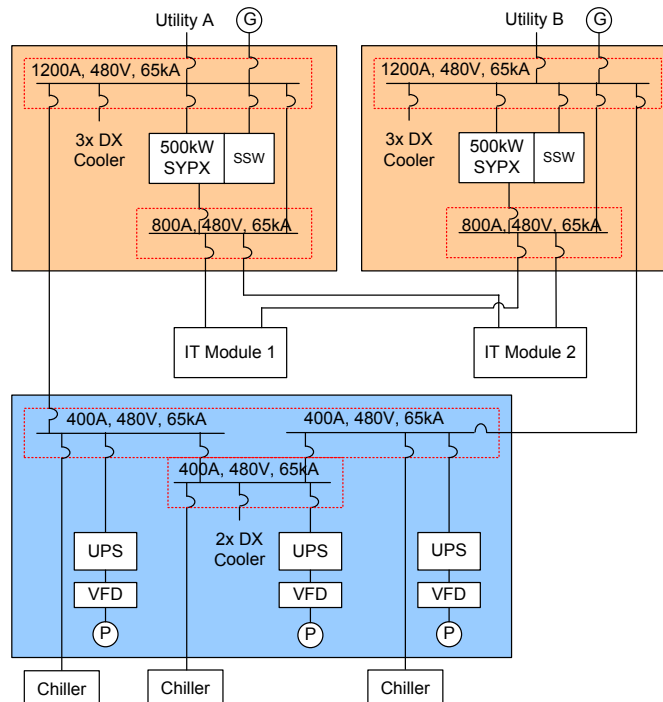 Utility A
G
Utility B
G
1200A, 480V, 65kA
1200A, 480V, 65kA
3x DX
Cooler
500kW
SYPX
SSW
3x DX
Cooler
500kW
SYPX
SSW
800A, 480V, 65kA
800A, 480V, 65kA
IT Module 1
IT Module 2
400A, 480V, 65kA
400A, 480V, 65kA
400A, 480V, 65kA
2x DX
Cooler
UPS
UPS
UPS
VFD
VFD
VFD
P
P
P
Chiller
Chiller
Chiller